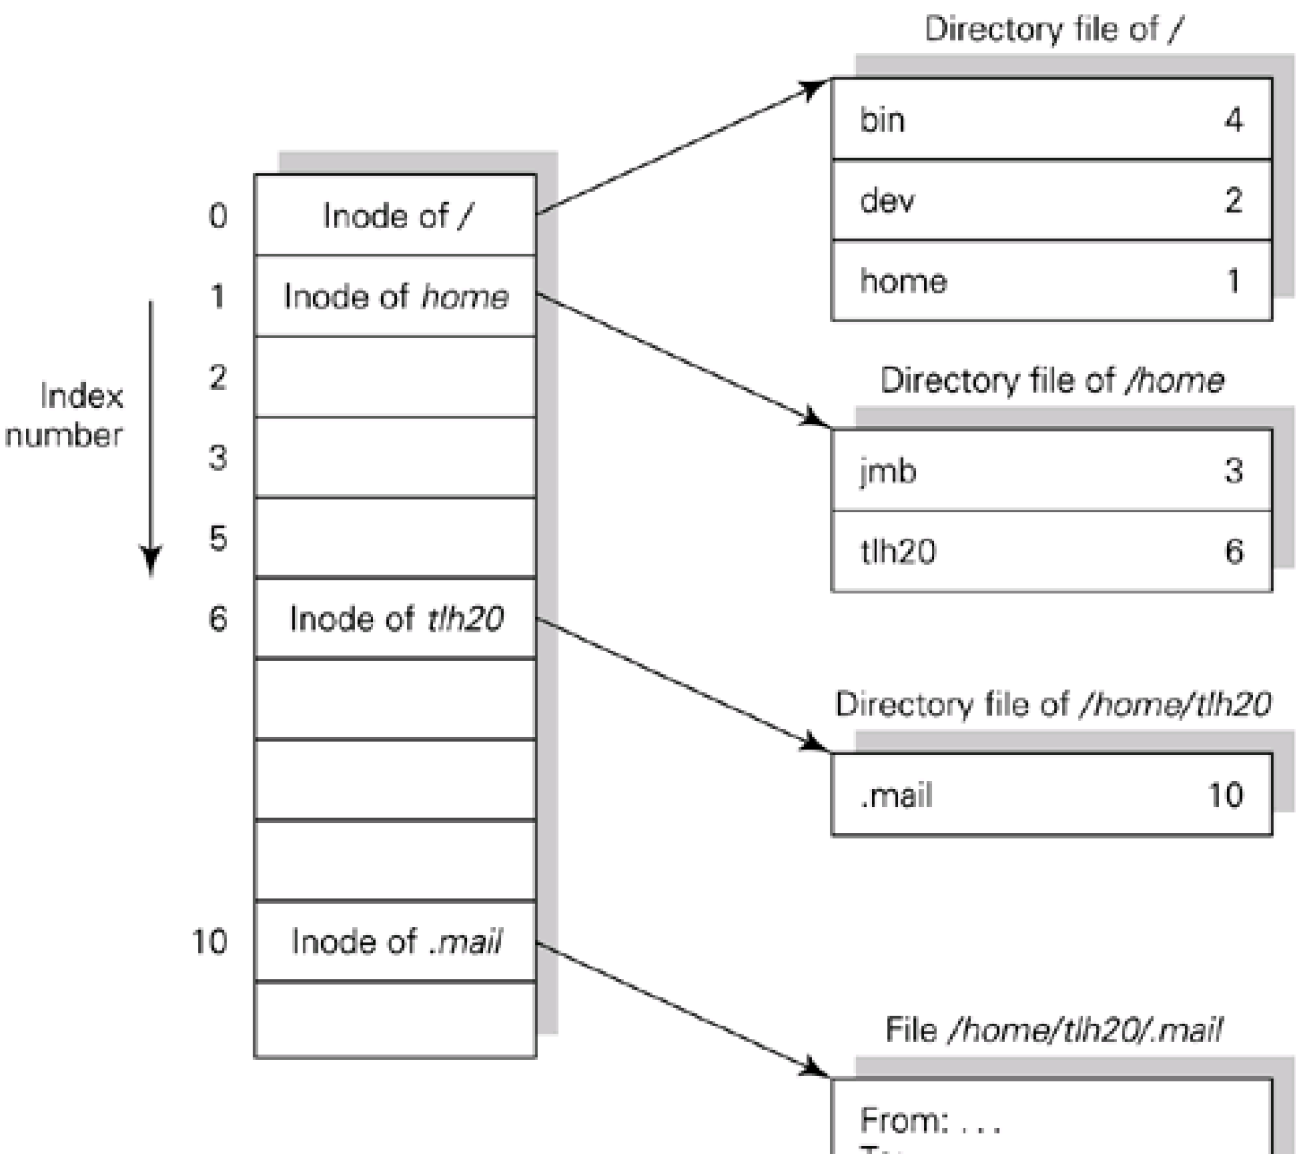 Directory file of /
bin 4
dev 2
home 1
0 Inode of /
1 Inode of home
2
3
5
6 Inode of tlh20
10 Inode of .mail
Index
number
Directory file of /home
jmb 3
tlh20 6
Directory file of /home/tlh20
.mail 10
File /home/tlh20/.mail
From: ...